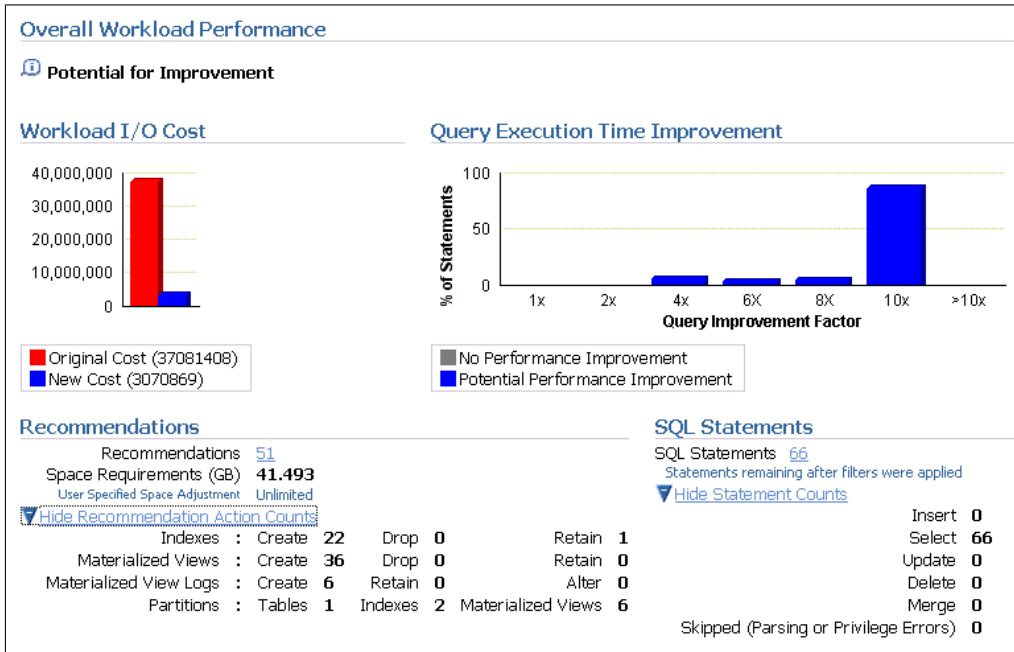 Overall Workload Performance
Potential for Improvement
Workload I/O Cost
40,000,000
30,000,000
20,000,000
10,000,000
0
Original Cost (37081408)
New Cost (3070869)
Query Execution Time Improvement
% of Statements
100
50
0
1x 2x 4x 6X 8X 10x >10x
Query Improvement Factor
No Performance Improvement
Potential Performance Improvement
Recommendations
Recommendations 51
Space Requirements (GB) 41.493
User Specified Space Adjustment Unlimited
Hide Recommendation Action Counts
Indexes : Create 22 Drop 0 Retain 1
Materialized Views : Create 36 Drop 0 Retain 0
Materialized View Logs : Create 6 Retain 0 Alter 0
Partitions : Tables 1 Indexes 2 Materialized Views 6
SQL Statements
SQL Statements 66
Statements remaining after filters were applied
Hide Statement Counts
Insert 0
Select 66
Update 0
Delete 0
Merge 0
Skipped (Parsing or Privilege Errors) 0